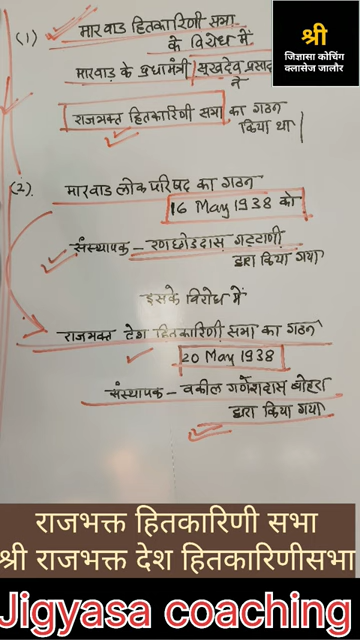 श्री
जिज्ञासा कोचिंग
क्लासेज जालौर
(1) मारवाड़ हितकारिणी सभा
के विरोध में
मारवाड़ के प्रधानमंत्री सुखदेव प्रसाद
ने
राजभक्त हितकारिणी सभा का गठन
किया था |
(2) मारवाड लोक परिषद का गठन
16 May 1938 को
संस्थापक – रणछोडदास गट्टाणी
द्वारा किया गया
इसके विरोध में
राजभक्त देश हितकारिणी सभा का गठन
20 May 1938
संस्थापक – वकील गणेशदास बोहरा
द्वारा किया गया
राजभक्त हितकारिणी सभा
श्री राजभक्त देश हितकारिणीसभा
Jigyasa coaching